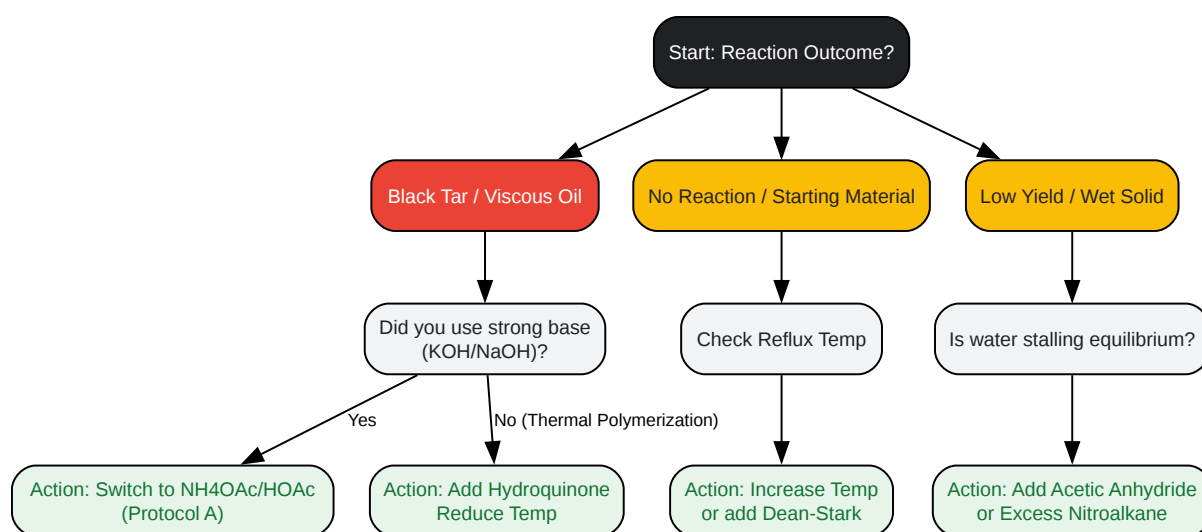 Start: Reaction Outcome?
Black Tar / Viscous Oil
No Reaction / Starting Material
Low Yield / Wet Solid
Did you use strong base
(KOH/NaOH)?
Check Reflux Temp
Is water stalling equilibrium?
Yes
No (Thermal Polymerization)
Action: Switch to NH4OAc/HOAc
(Protocol A)
Action: Add Hydroquinone
Reduce Temp
Action: Increase Temp
or add Dean-Stark
Action: Add Acetic Anhydride
or Excess Nitroalkane